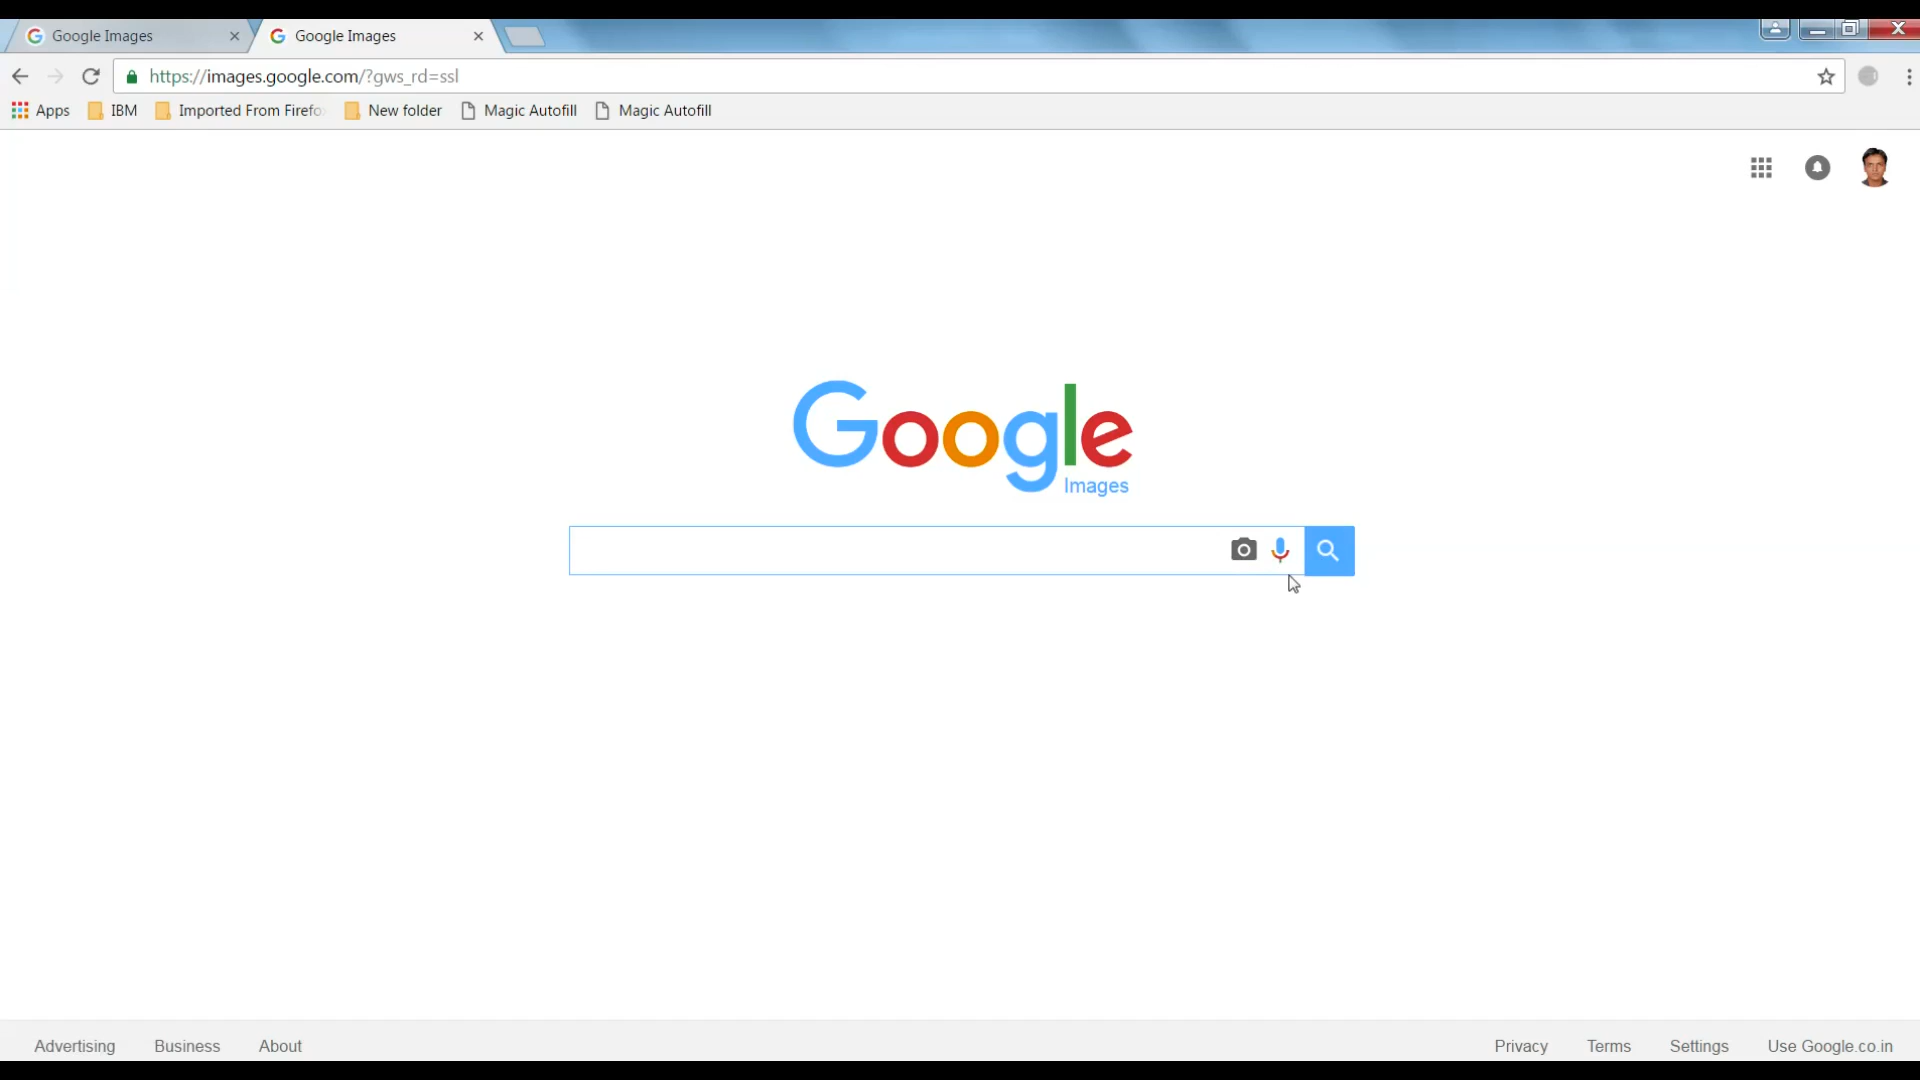 Google Images
Google Images
https://images.google.com/?gws_rd=ssl
Apps
IBM
Imported From Firefo
New folder
Magic Autofill
Magic Autofill
Google
Images
Advertising
Business
About
Privacy
Terms
Settings
Use Google.co.in